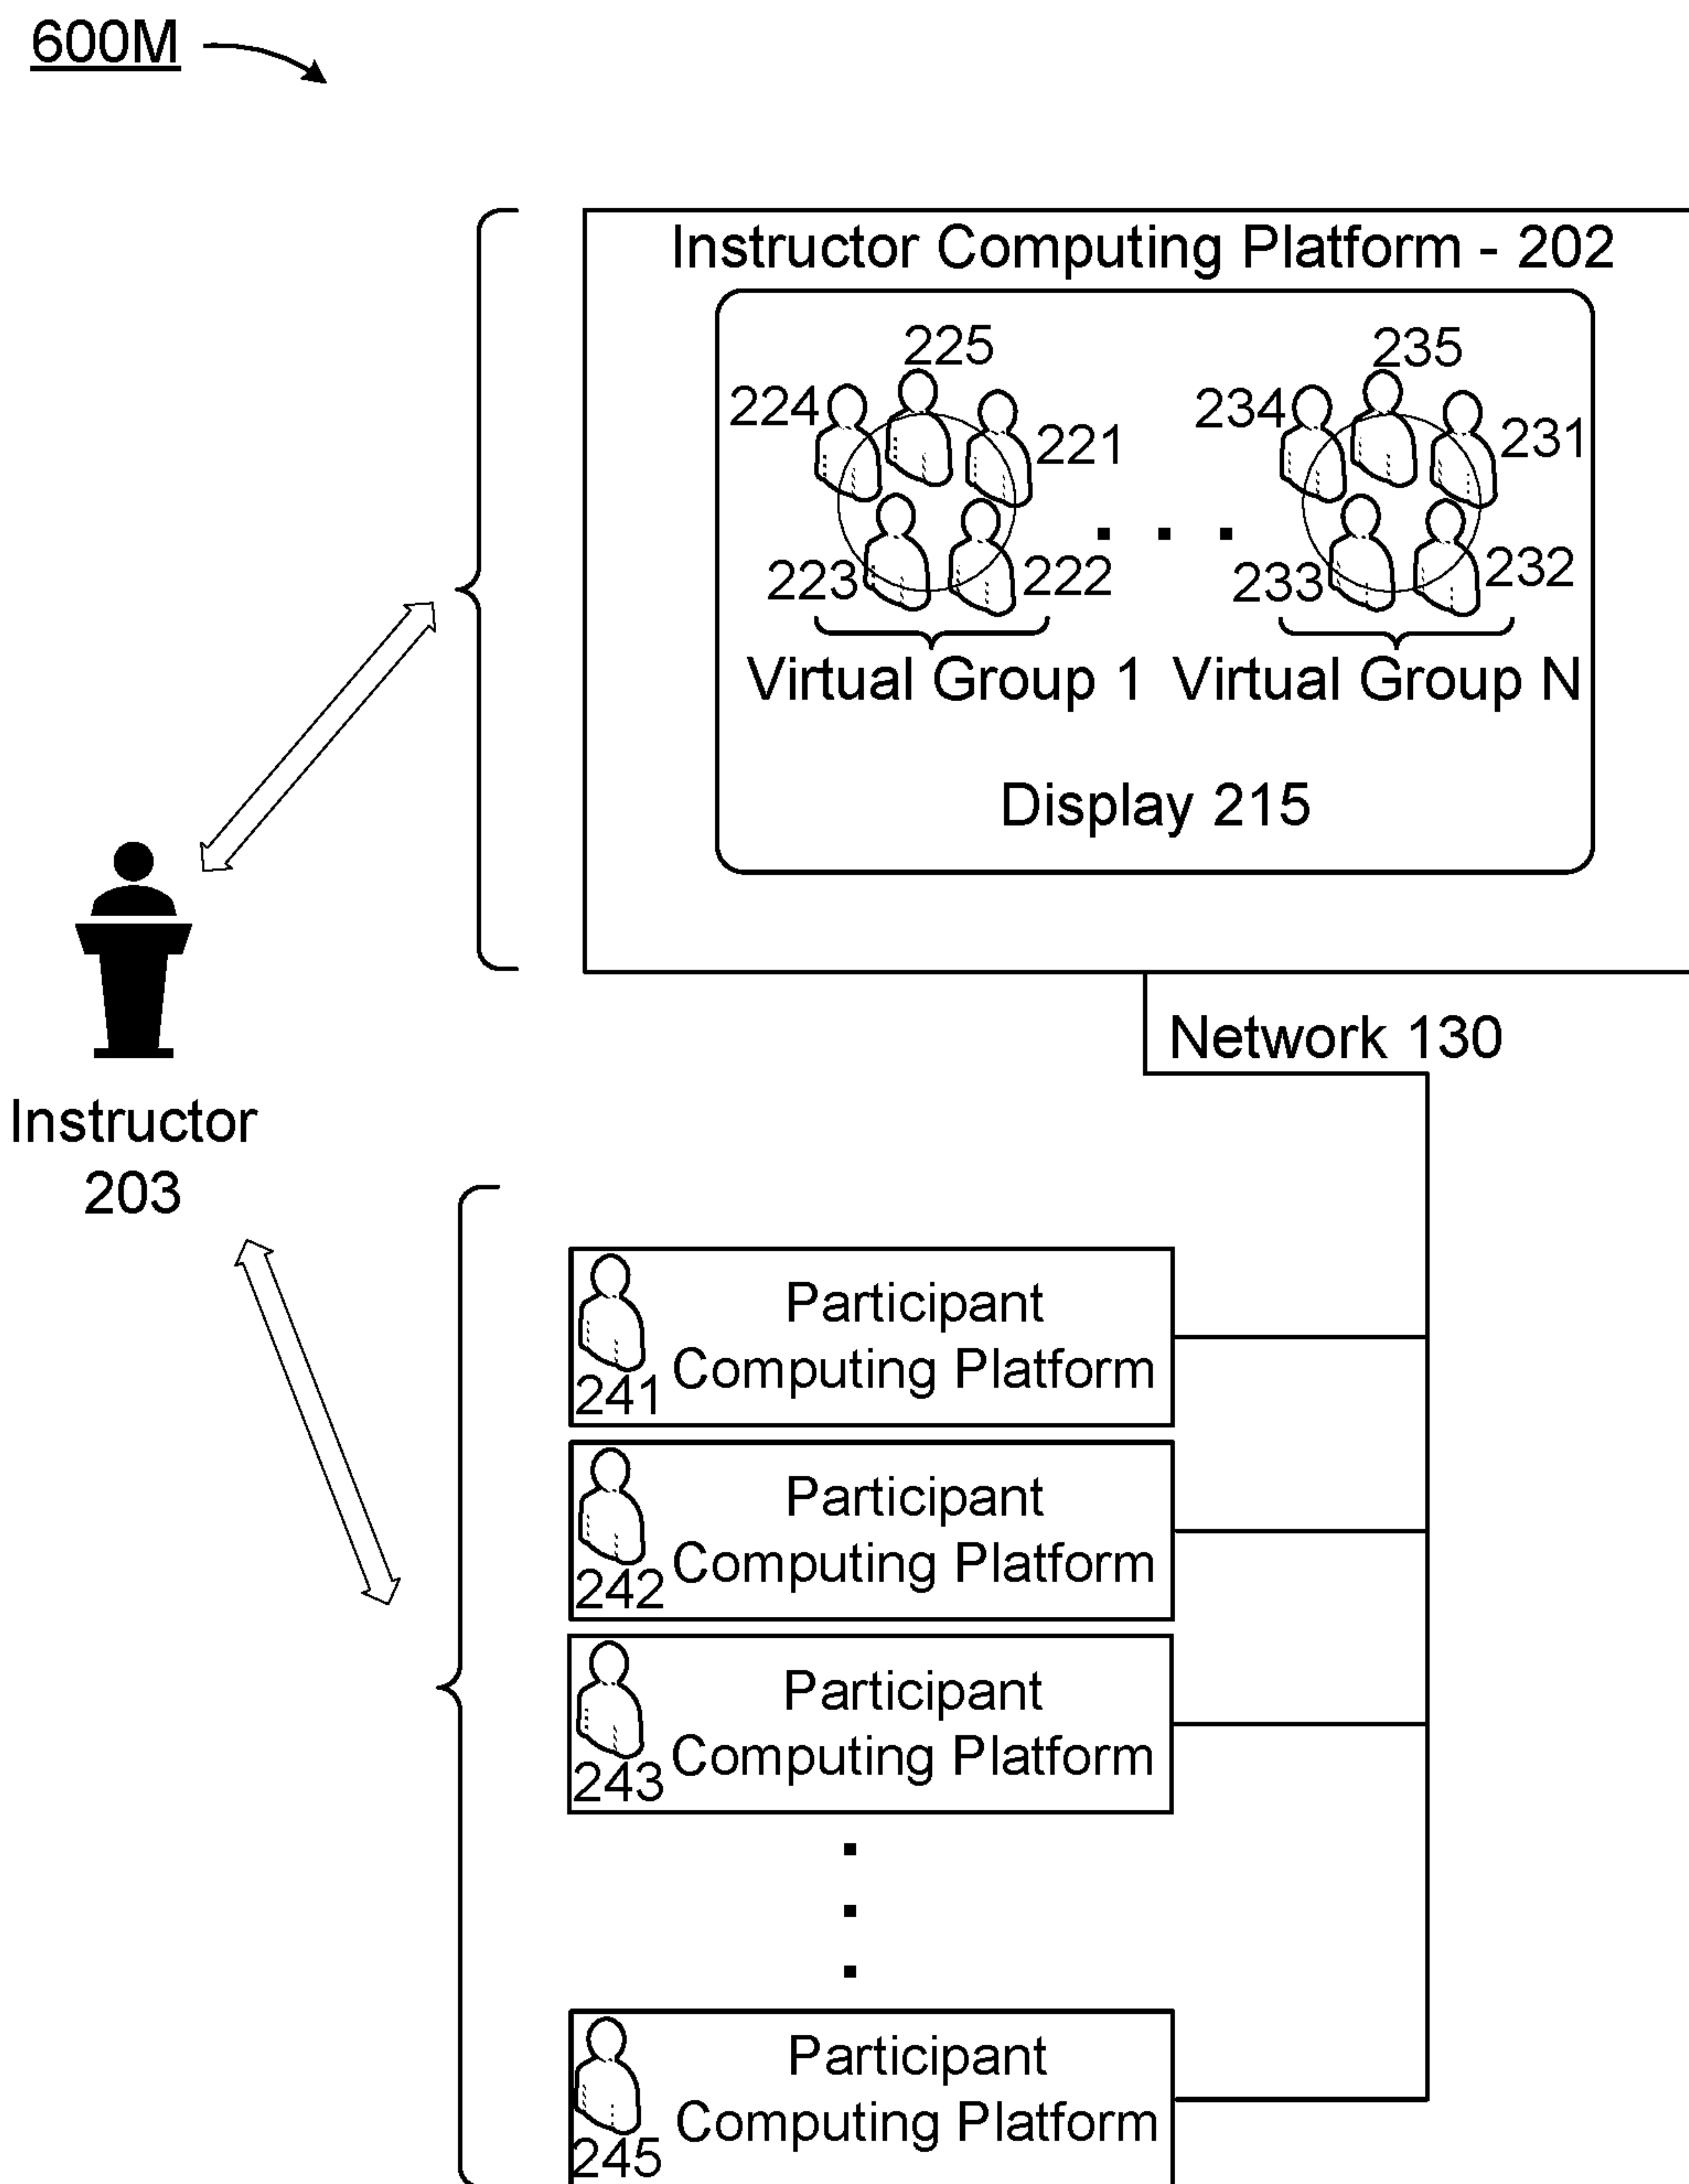 600M
Instructor Computing Platform - 202
225
235
224
234
221
231
223
222
233
232
Virtual Group 1
Virtual Group N
Display 215
Network 130
Instructor
203
Participant
Computing Platform
241
Participant
Computing Platform
242
Participant
Computing Platform
243
Participant
Computing Platform
245